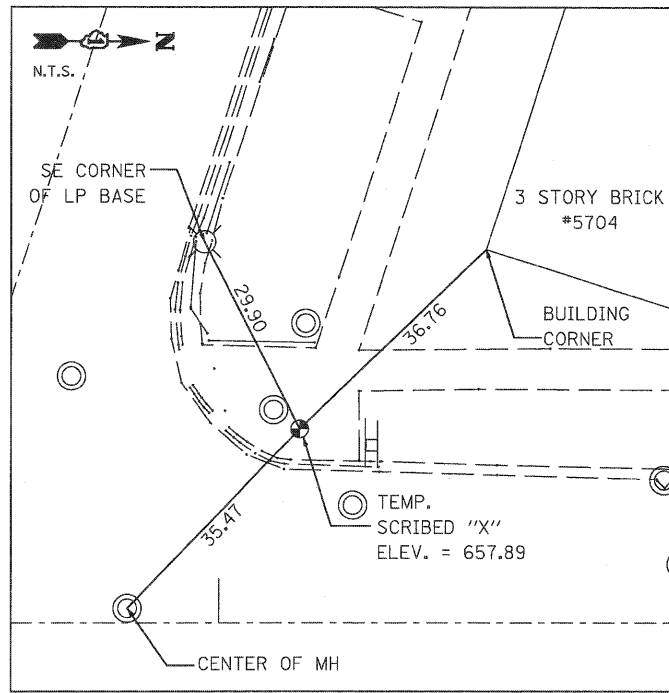 N
N.T.S.
SE CORNER
OF LP BASE
3 STORY BRICK
#5704
29.90
36.76
BUILDING
CORNER
35.47
TEMP.
SCRIBED "X"
ELEV. = 657.89
CENTER OF MH